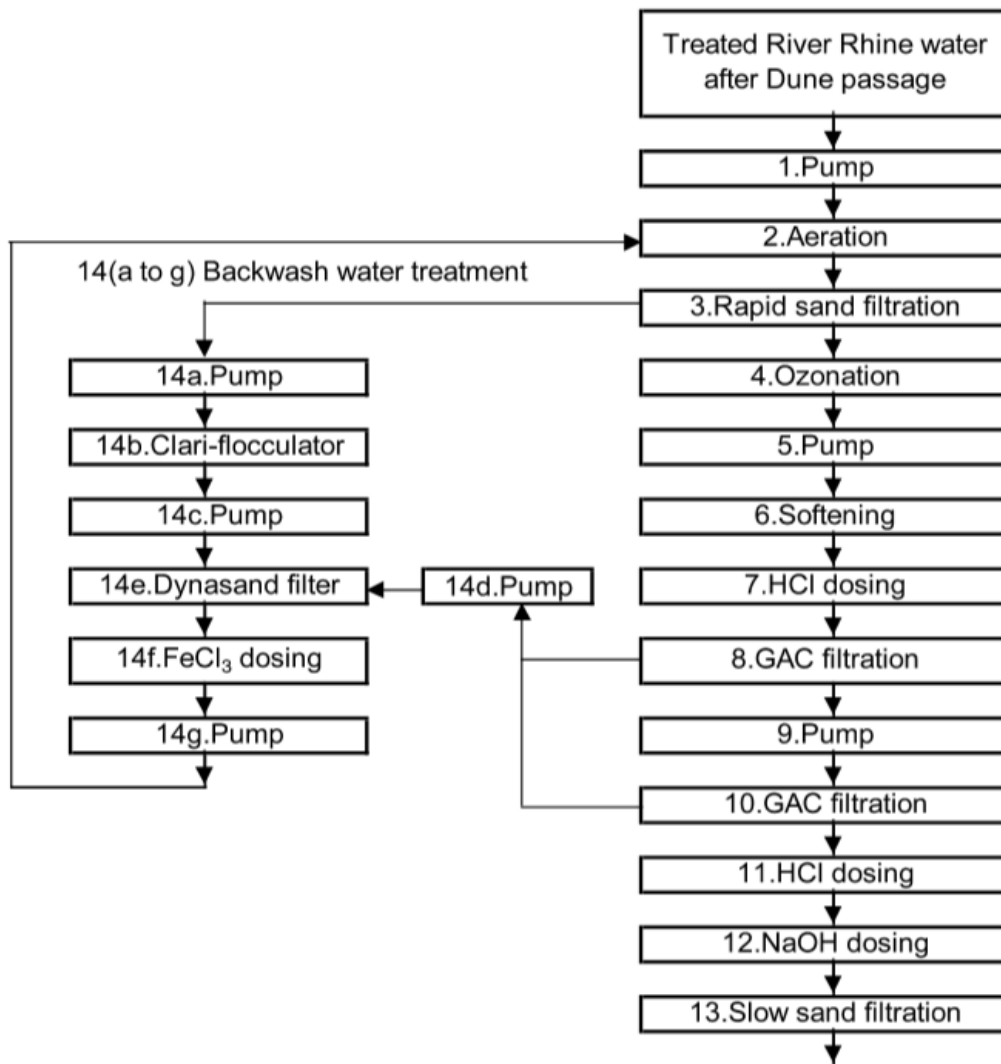 Treated River Rhine water
after Dune passage
1.Pump
2.Aeration
14(a to g) Backwash water treatment
3.Rapid sand filtration
14a.Pump
4.Ozonation
14b.Clari-flocculator
5.Pump
14c.Pump
6.Softening
14e.Dynasand filter
14d.Pump
7.HCl dosing
14f.FeCl₃ dosing
8.GAC filtration
14g.Pump
9.Pump
10.GAC filtration
11.HCl dosing
12.NaOH dosing
13.Slow sand filtration